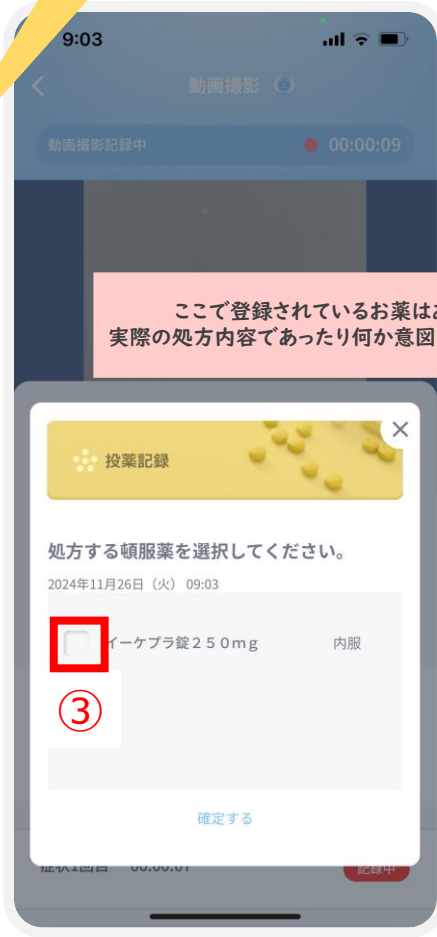 9:03
動画撮影
動画撮影記録中 00:00:09
ここで登録されているお薬は
実際の処方内容であったり何か意図
投薬記録
処方する頓服薬を選択してください。
2024年11月26日（火） 09:03
イーケプラ錠２５０ｍｇ 内服
③
確定する
症状1回目 00:00:07 記録中